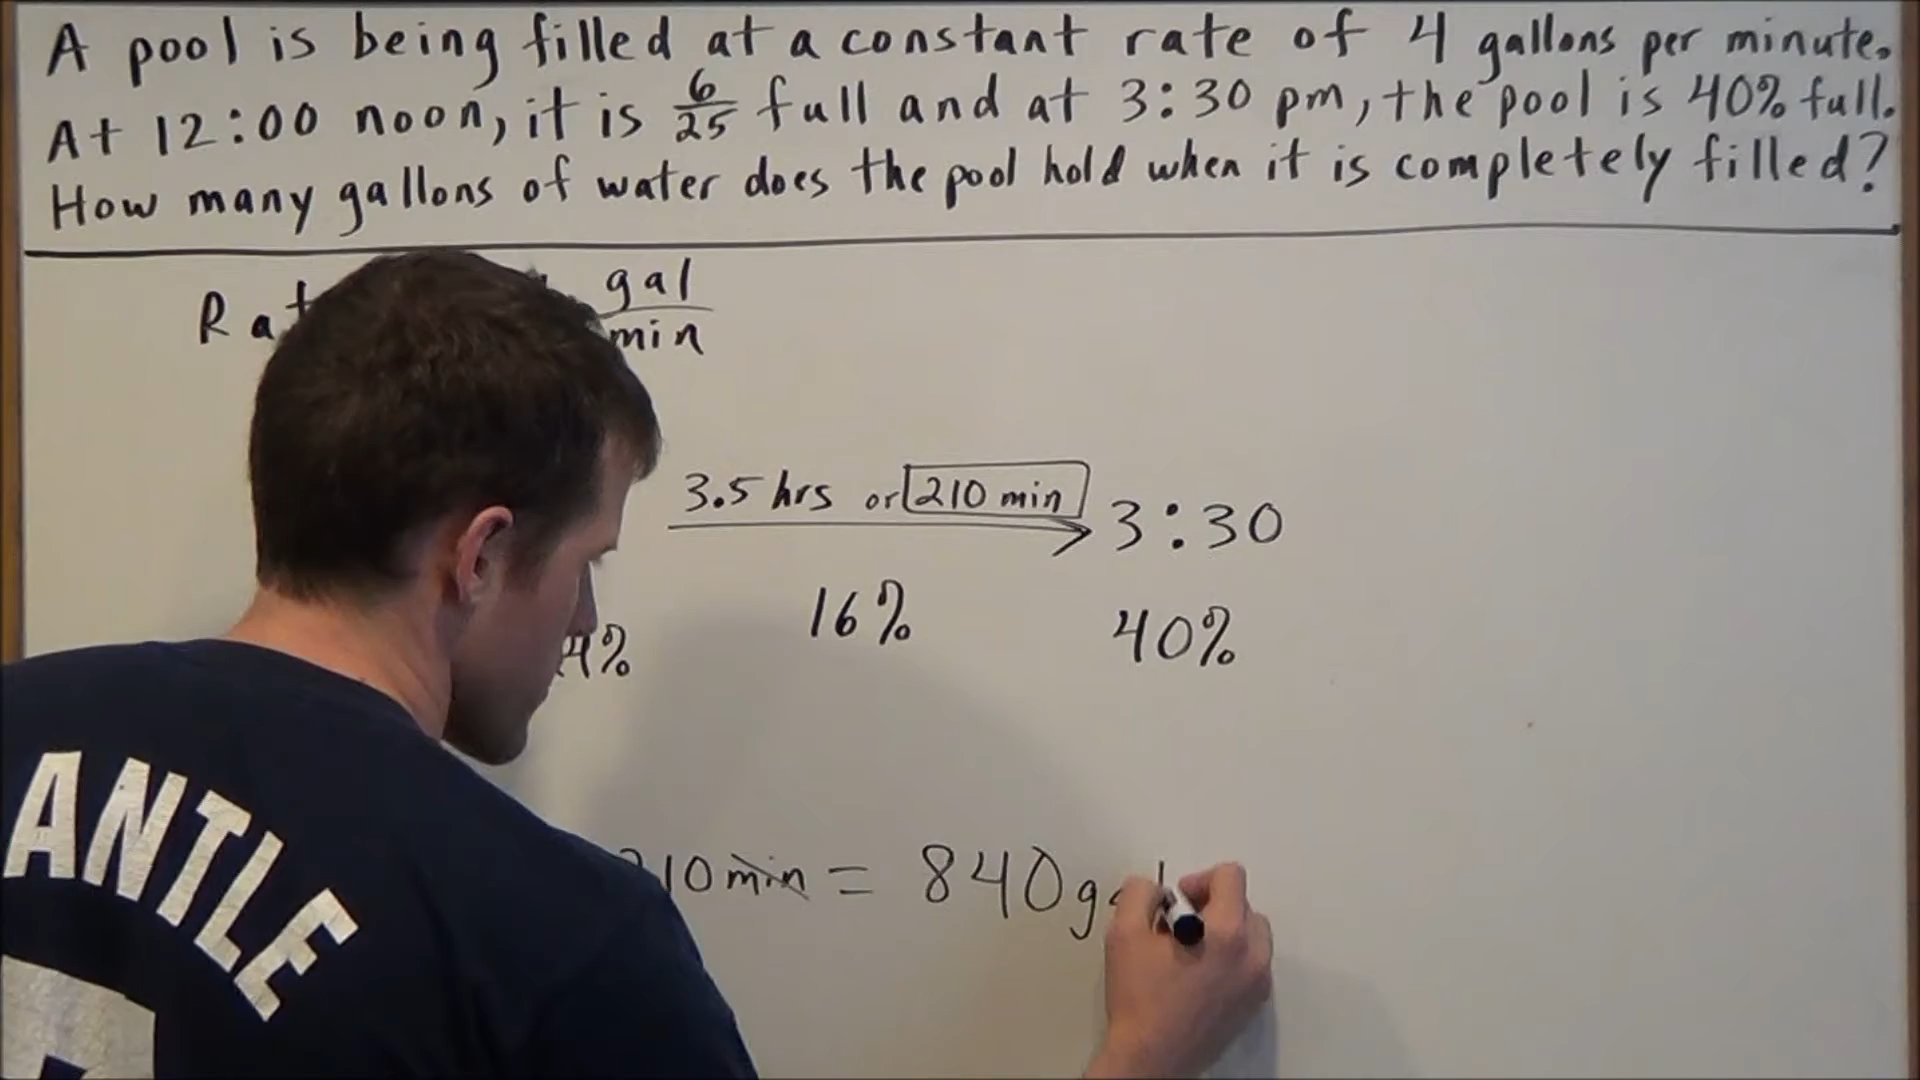 A pool is being filled at a constant rate of 4 gallons per minute.
At 12:00 noon, it is 6/25 full and at 3:30 pm, the pool is 40% full.
How many gallons of water does the pool hold when it is completely filled?
gal
min
3.5 hrs or 210 min
3:30
4%
16%
40%
10 min = 840
ANTLE